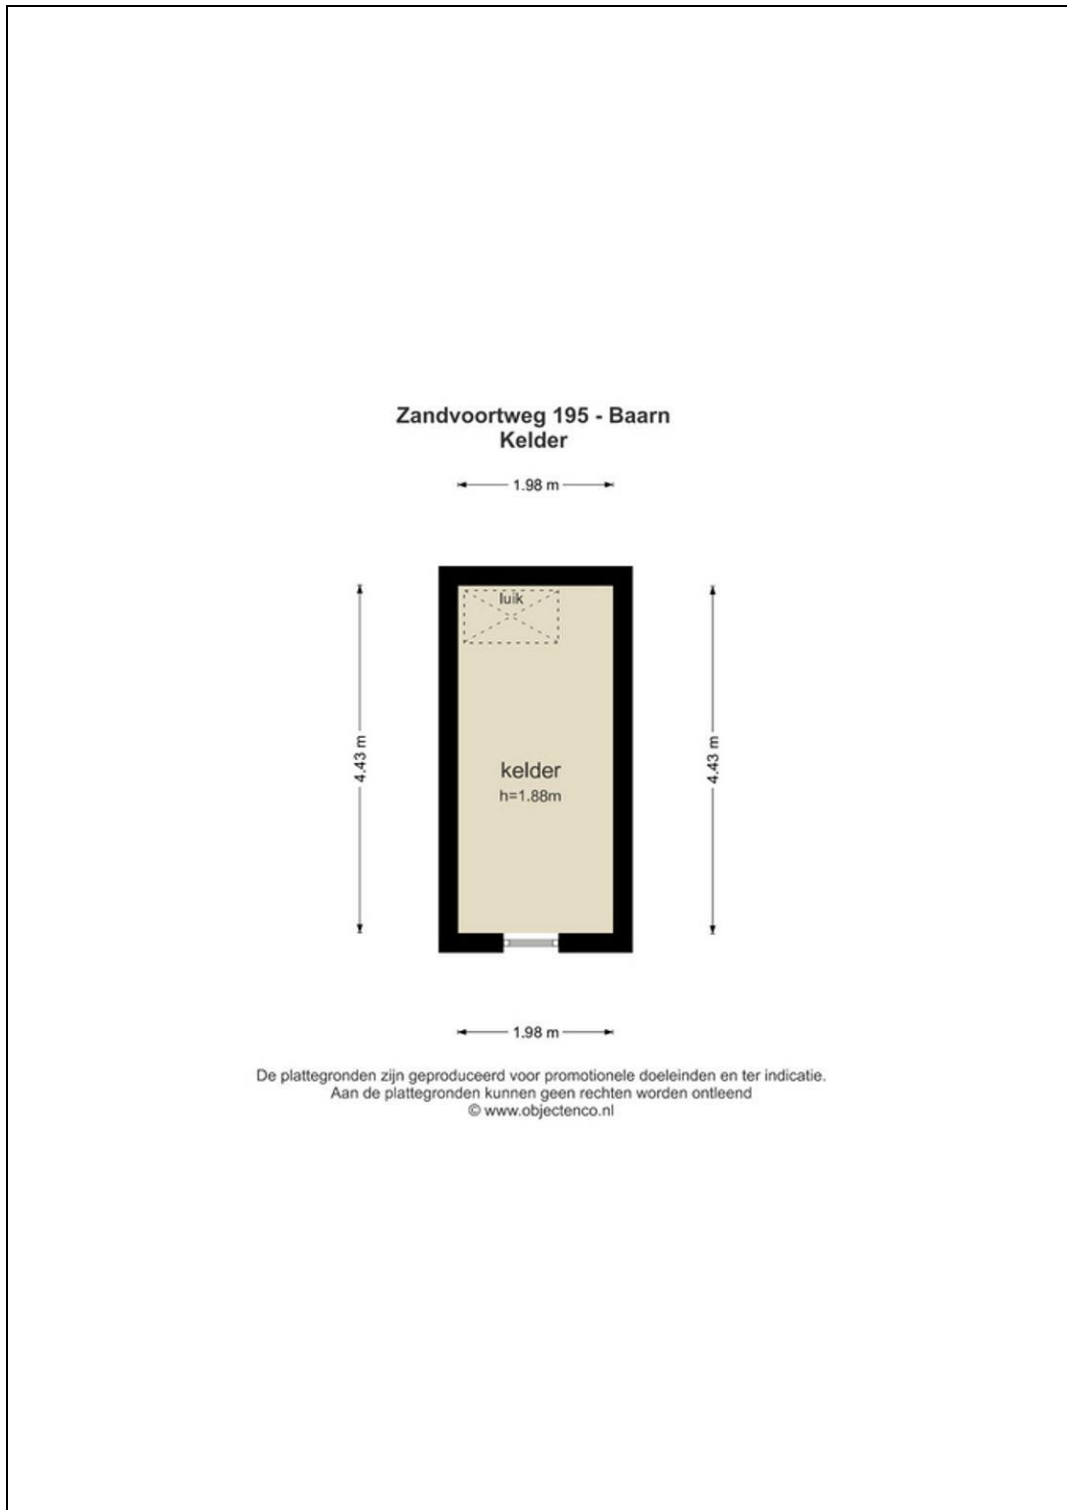 Zandvoortweg 195 - Baarn
Kelder
1.98 m
luik
4.43 m
4.43 m
kelder
h=1.88m
1.98 m
De plattegronden zijn geproduceerd voor promotionele doeleinden en ter indicatie.
Aan de plattegronden kunnen geen rechten worden ontleend
© www.objectenco.nl